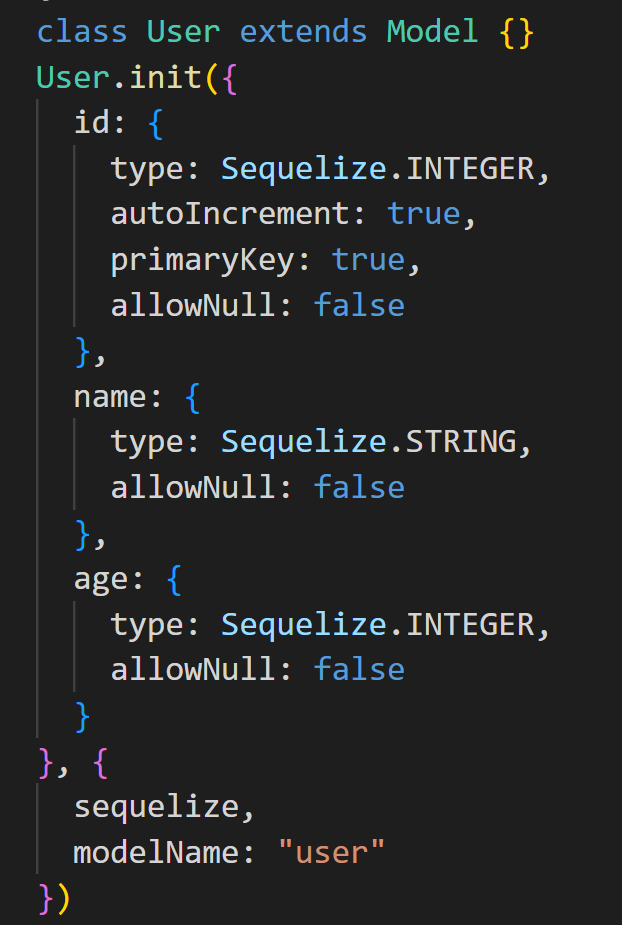 class User extends Model {}
User.init({
  id: {
    type: Sequelize.INTEGER,
    autoIncrement: true,
    primaryKey: true,
    allowNull: false
  },
  name: {
    type: Sequelize.STRING,
    allowNull: false
  },
  age: {
    type: Sequelize.INTEGER,
    allowNull: false
  }
}, {
  sequelize,
  modelName: "user"
})